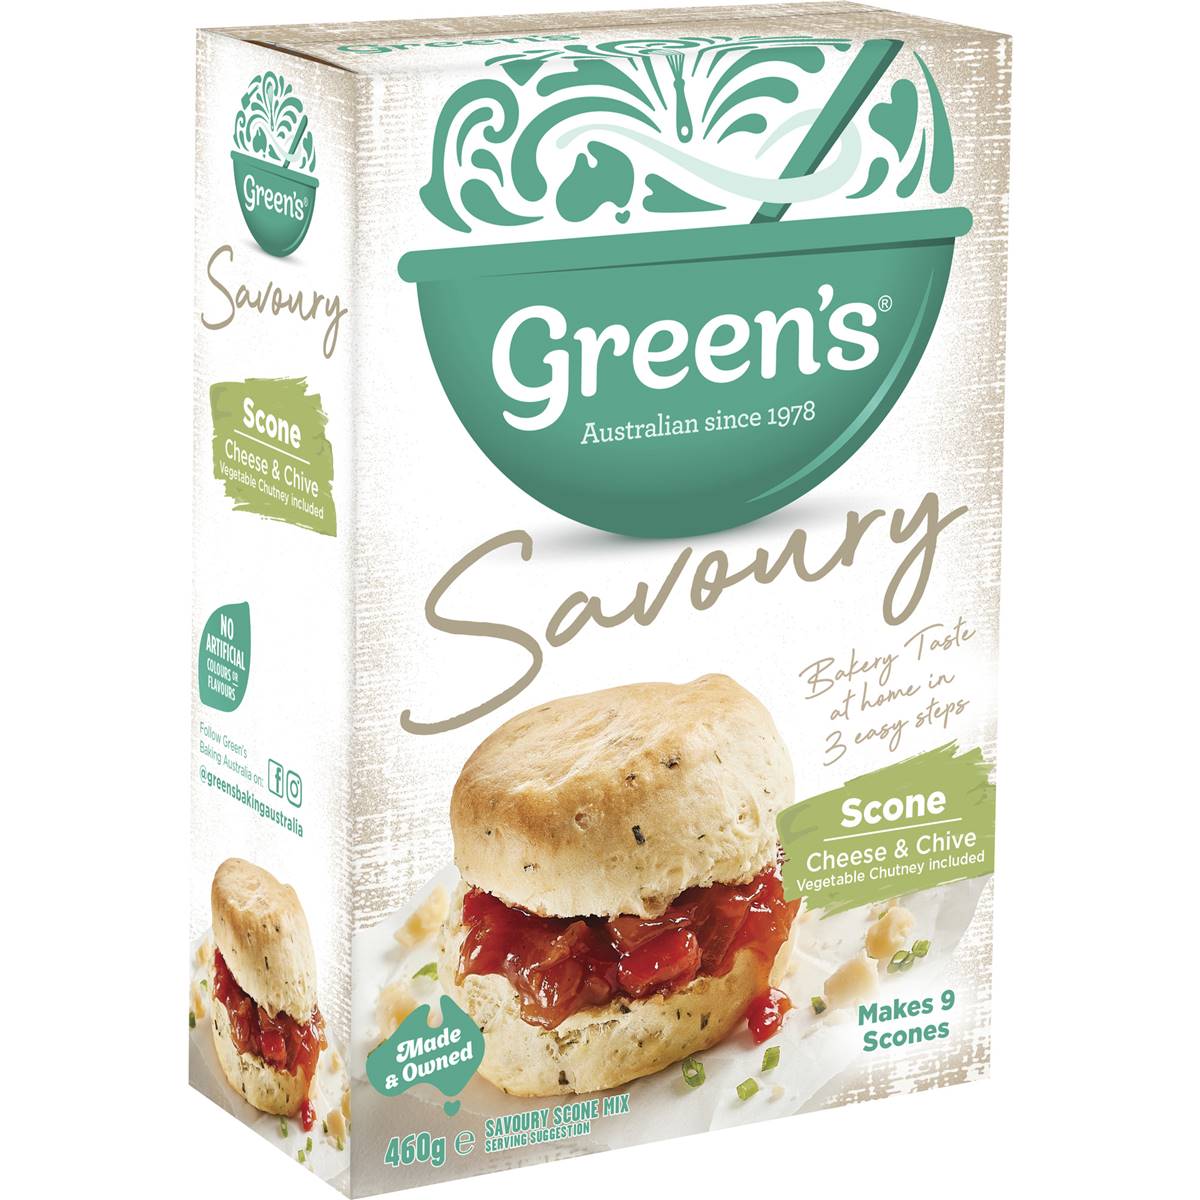 Green's
Green's®
Savoury
Scone
Cheese & Chive
Vegetable Chutney included
NO
ARTIFICIAL
COLOURS OR
FLAVOURS
Follow Green's
Baking Australia on:
@greensbakingaustralia
Green's®
Australian since 1978
Savoury
Bakery Taste
at home in
3 easy steps
Scone
Cheese & Chive
Vegetable Chutney included
Makes 9
Scones
Made
& Owned
460g e
SAVOURY SCONE MIX
SERVING SUGGESTION